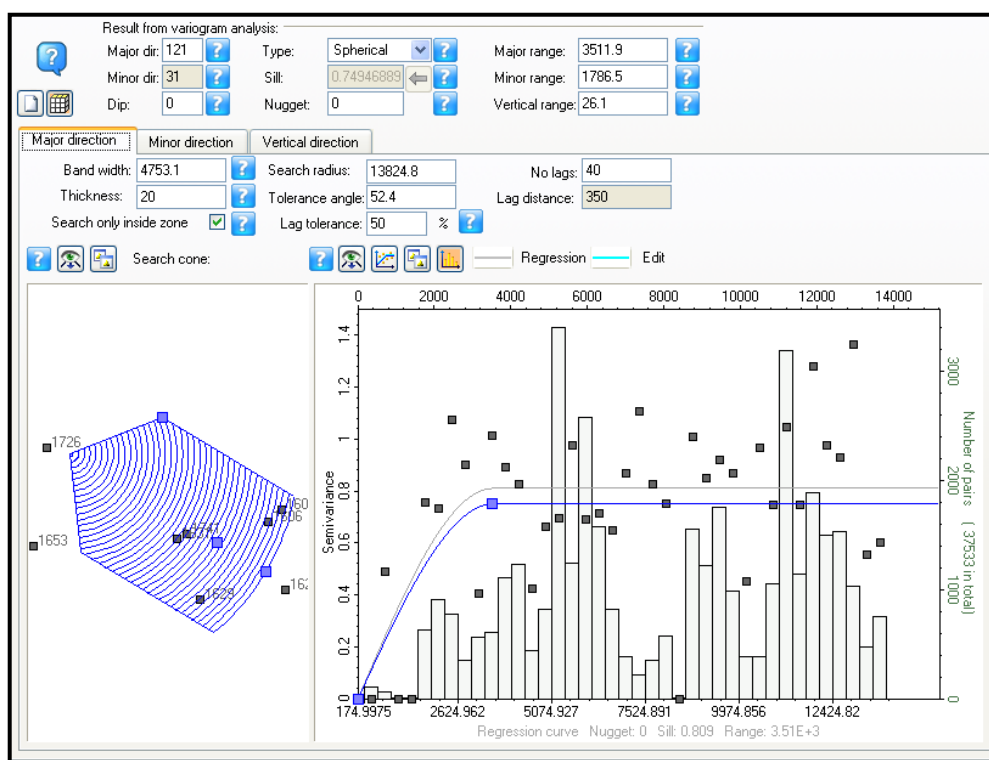 Result from variogram analysis:
Major dir: 121 ? Type: Spherical ? Major range: 3511.9 ?
Minor dir: 31 ? Sill: 0.74946889 ? Minor range: 1786.5 ?
Dip: 0 ? Nugget: 0 ? Vertical range: 26.1 ?
Major direction Minor direction Vertical direction
Band width: 4753.1 ? Search radius: 13824.8 No lags: 40
Thickness: 20 ? Tolerance angle: 52.4 Lag distance: 350
Search only inside zone ? Lag tolerance: 50 % ?
? Search cone: ? Regression Edit
0 2000 4000 6000 8000 10000 12000 14000
1726
1653
1629
Semivariance
1.4
1.2
1
0.8
0.6
0.4
0.2
0
3000
2000
1000
0
Number of pairs ( 37533 in total)
174.9975 2624.962 5074.927 7524.891 9974.856 12424.82
Regression curve Nugget: 0 Sill: 0.809 Range: 3.51E+3